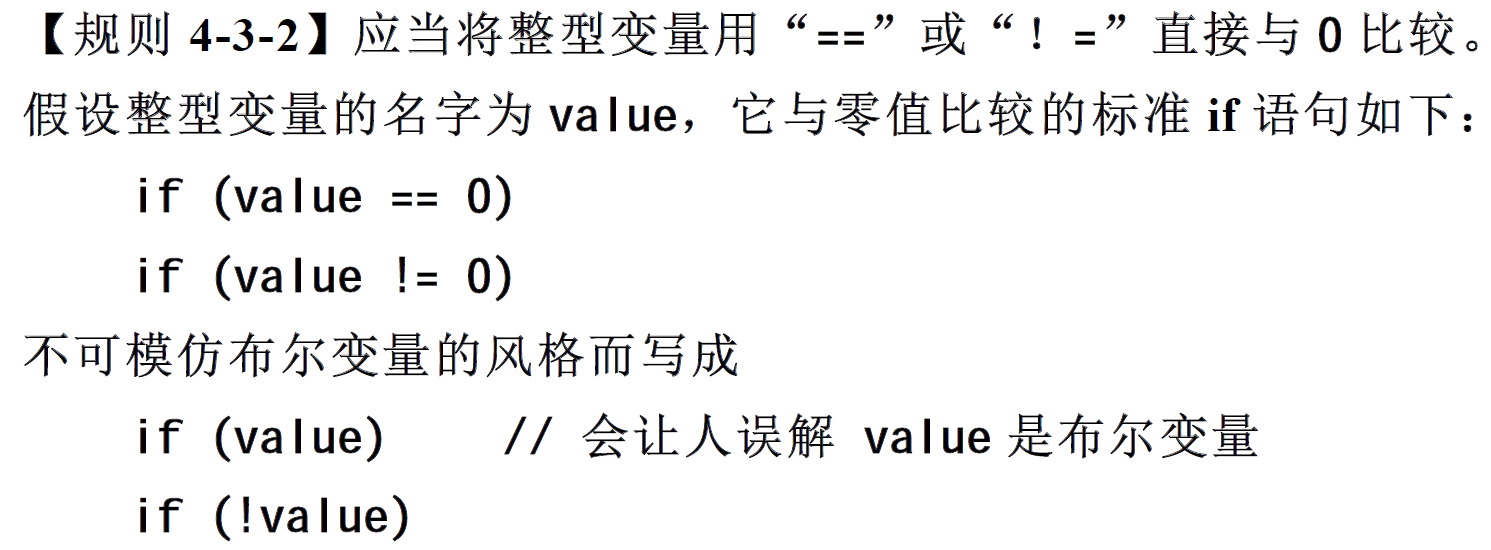 【规则 4-3-2】应当将整型变量用“==”或“！=”直接与 0 比较。
假设整型变量的名字为 value，它与零值比较的标准 if 语句如下：
if (value == 0)
if (value != 0)
不可模仿布尔变量的风格而写成
if (value) // 会让人误解 value 是布尔变量
if (!value)